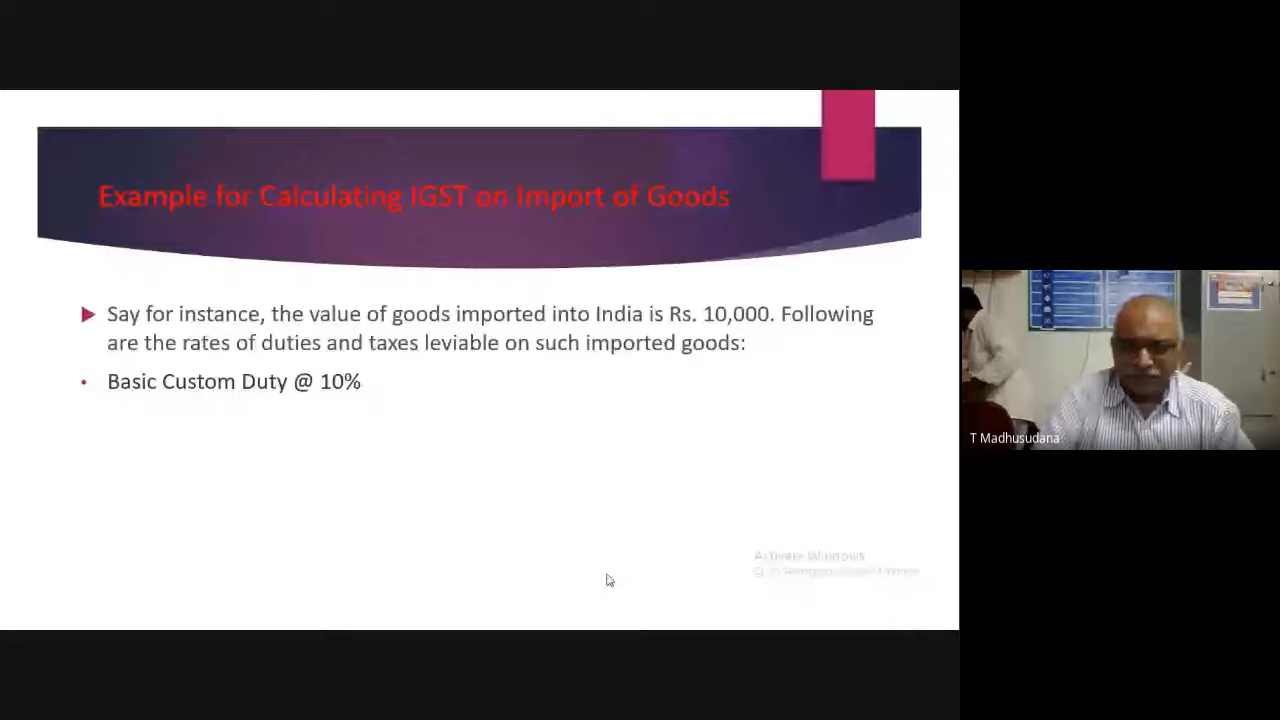 Example for Calculating IGST on Import of Goods
Say for instance, the value of goods imported into India is Rs. 10,000. Following
are the rates of duties and taxes leviable on such imported goods:
Basic Custom Duty @ 10%
Activate Windows
T Madhusudana